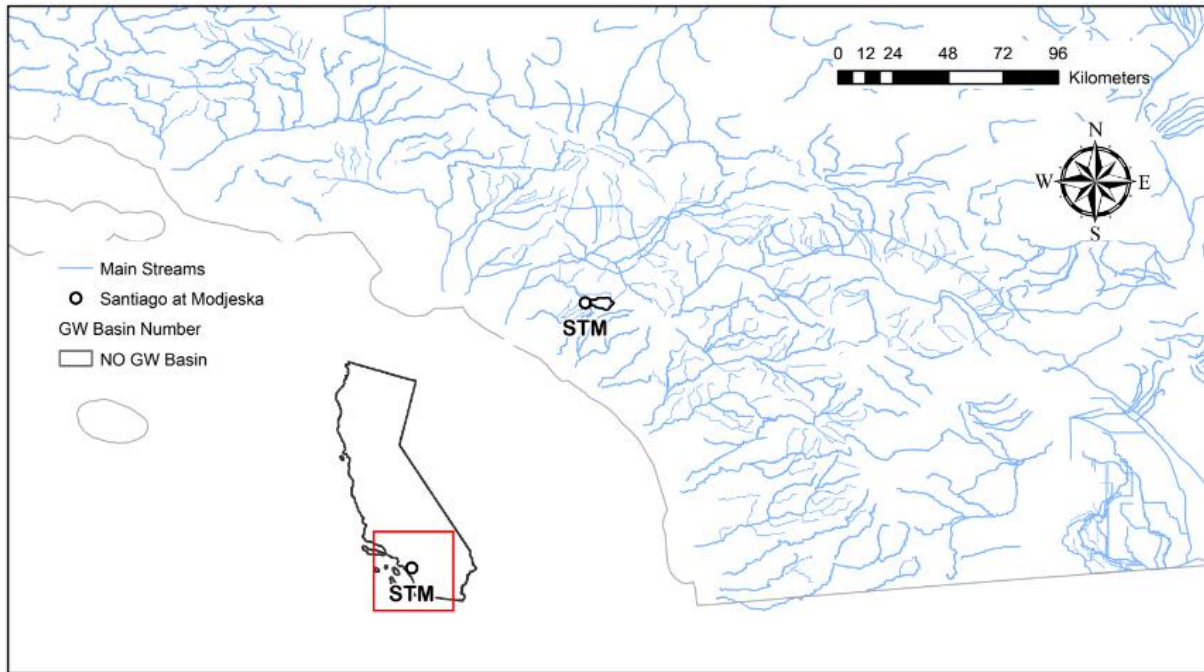 0 12 24 48 72 96
Kilometers
N
W E
S
Main Streams
Santiago at Modjeska
GW Basin Number
NO GW Basin
STM
STM